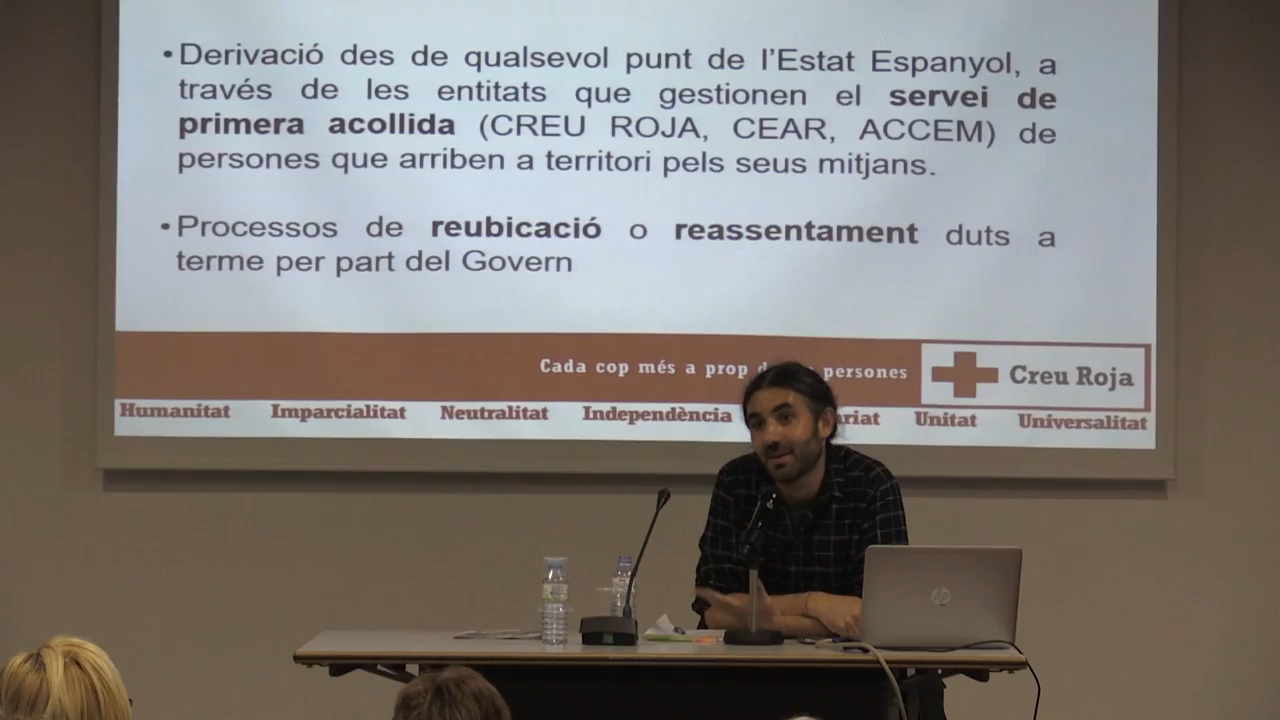 • Derivació des de qualsevol punt de l'Estat Espanyol, a
través de les entitats que gestionen el servei de
primera acollida (CREU ROJA, CEAR, ACCEM) de
persones que arriben a territori pels seus mitjans.
• Processos de reubicació o reassentament duts a
terme per part del Govern
Cada cop més a prop persones
Creu Roja
Humanitat Imparcialitat Neutralitat Independència Unitat Universalitat
hp